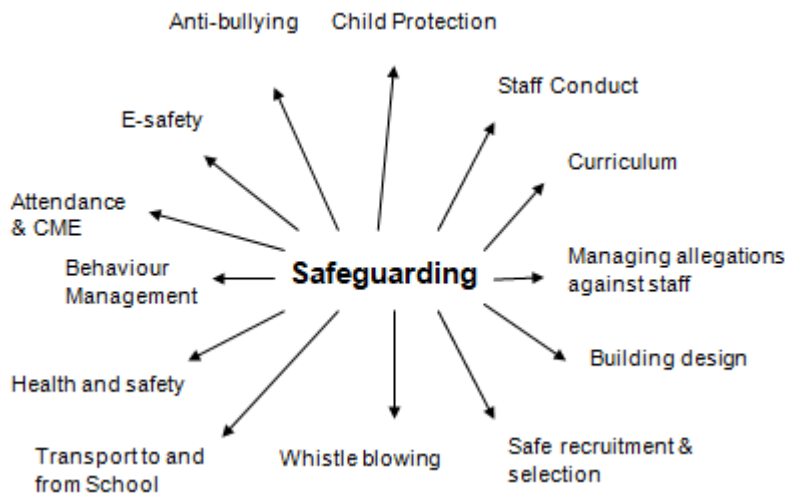 Anti-bullying
Child Protection
Staff Conduct
E-safety
Curriculum
Attendance
& CME
Safeguarding
Managing allegations
against staff
Behaviour
Management
Building design
Health and safety
Safe recruitment &
selection
Transport to and
from School
Whistle blowing